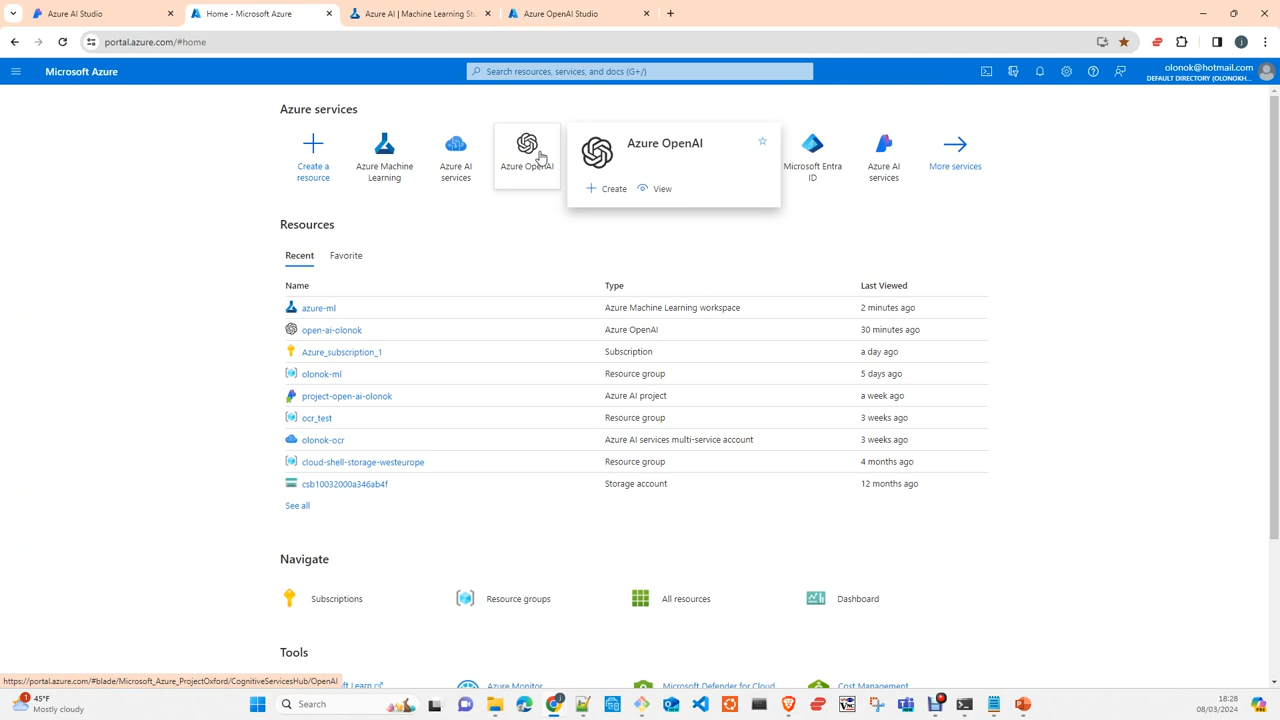 Azure AI Studio
Home - Microsoft Azure
Azure AI | Machine Learning St
Azure OpenAI Studio
portal.azure.com/#home
Microsoft Azure
Search resources, services, and docs (G+/)
olonok@hotmail.com
DEFAULT DIRECTORY (OLONOKH...
Azure services
Create a resource
Azure Machine Learning
Azure AI services
Azure OpenAI
Azure OpenAI
Create
View
Microsoft Entra ID
Azure AI services
More services
Resources
Recent
Favorite
Name
Type
Last Viewed
azure-ml
Azure Machine Learning workspace
2 minutes ago
open-ai-olonok
Azure OpenAI
30 minutes ago
Azure_subscription_1
Subscription
a day ago
olonok-ml
Resource group
5 days ago
project-open-ai-olonok
Azure AI project
a week ago
ocr_test
Resource group
3 weeks ago
olonok-ocr
Azure AI services multi-service account
3 weeks ago
cloud-shell-storage-westeurope
Resource group
4 months ago
csb10032000a346ab4f
Storage account
12 months ago
See all
Navigate
Subscriptions
Resource groups
All resources
Dashboard
Tools
Azure Monitor
Microsoft Defender for Cloud
Cost Management
https://portal.azure.com/#blade/Microsoft_Azure_ProjectOxford/CognitiveServicesHub/OpenAI
45°F
Mostly cloudy
Search
18:28
08/03/2024